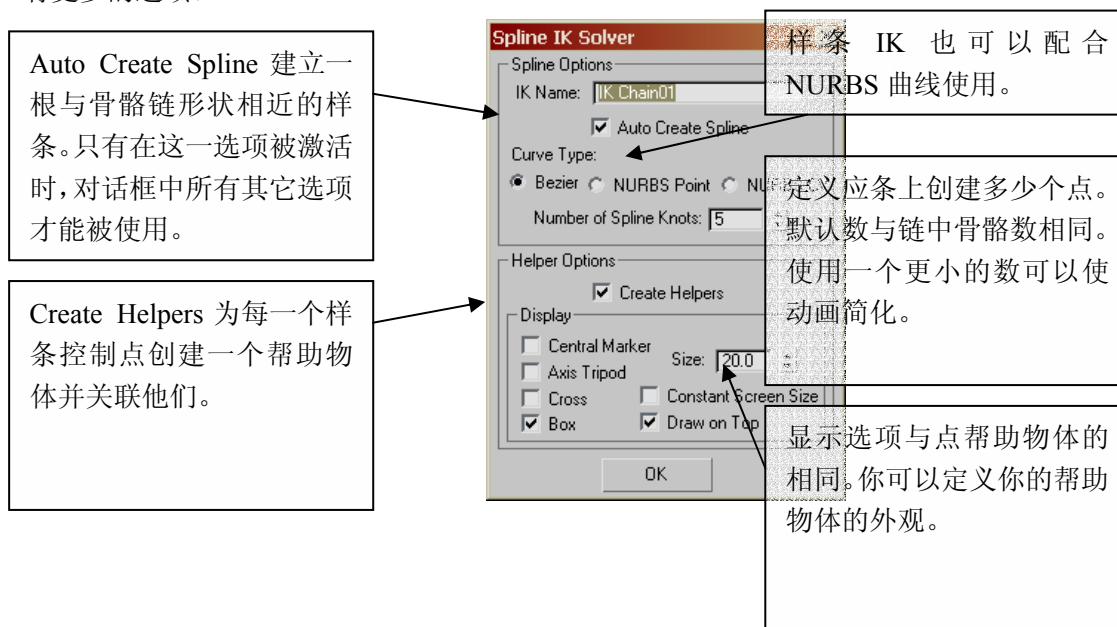 Auto Create Spline 建立一
根与骨骼链形状相近的样
条。只有在这一选项被激活
时，对话框中所有其它选项
才能被使用。
Create Helpers 为每一个样
条控制点创建一个帮助物
体并关联他们。
Spline IK Solver
Spline Options
IK Name: IK Chain01
Auto Create Spline
Curve Type:
Bezier NURBS Point
Number of Spline Knots: 5
Helper Options
Create Helpers
Display
Central Marker
Size: 20.0
Axis Tripod
Cross Constant Screen Size
Box Draw on Top
OK
样条 IK 也可以配合
NURBS 曲线使用。
定义应条上创建多少个点。
默认数与链中骨骼数相同。
使用一个更小的数可以使
动画简化。
显示选项与点帮助物体的
相同。你可以定义你的帮助
物体的外观。